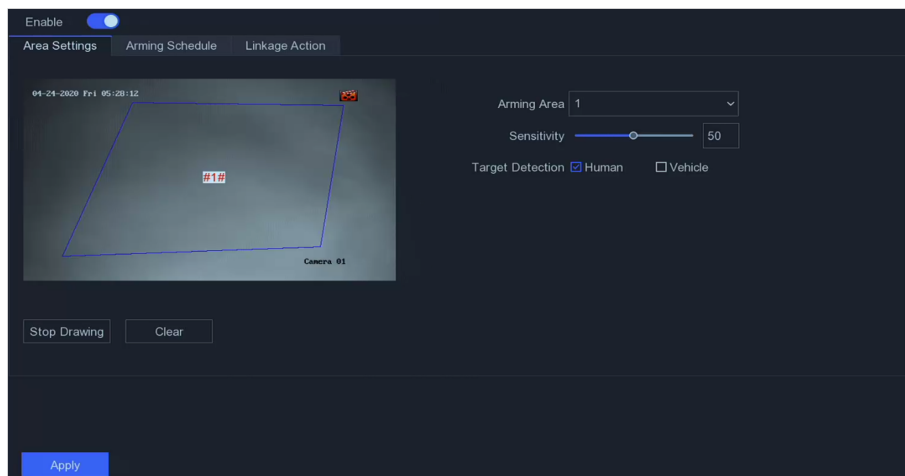 Enable
Area Settings Arming Schedule Linkage Action
04-24-2020 Fri 05:28:12
Arming Area 1
Sensitivity 50
Target Detection Human Vehicle
#1#
Camera 01
Stop Drawing Clear
Apply